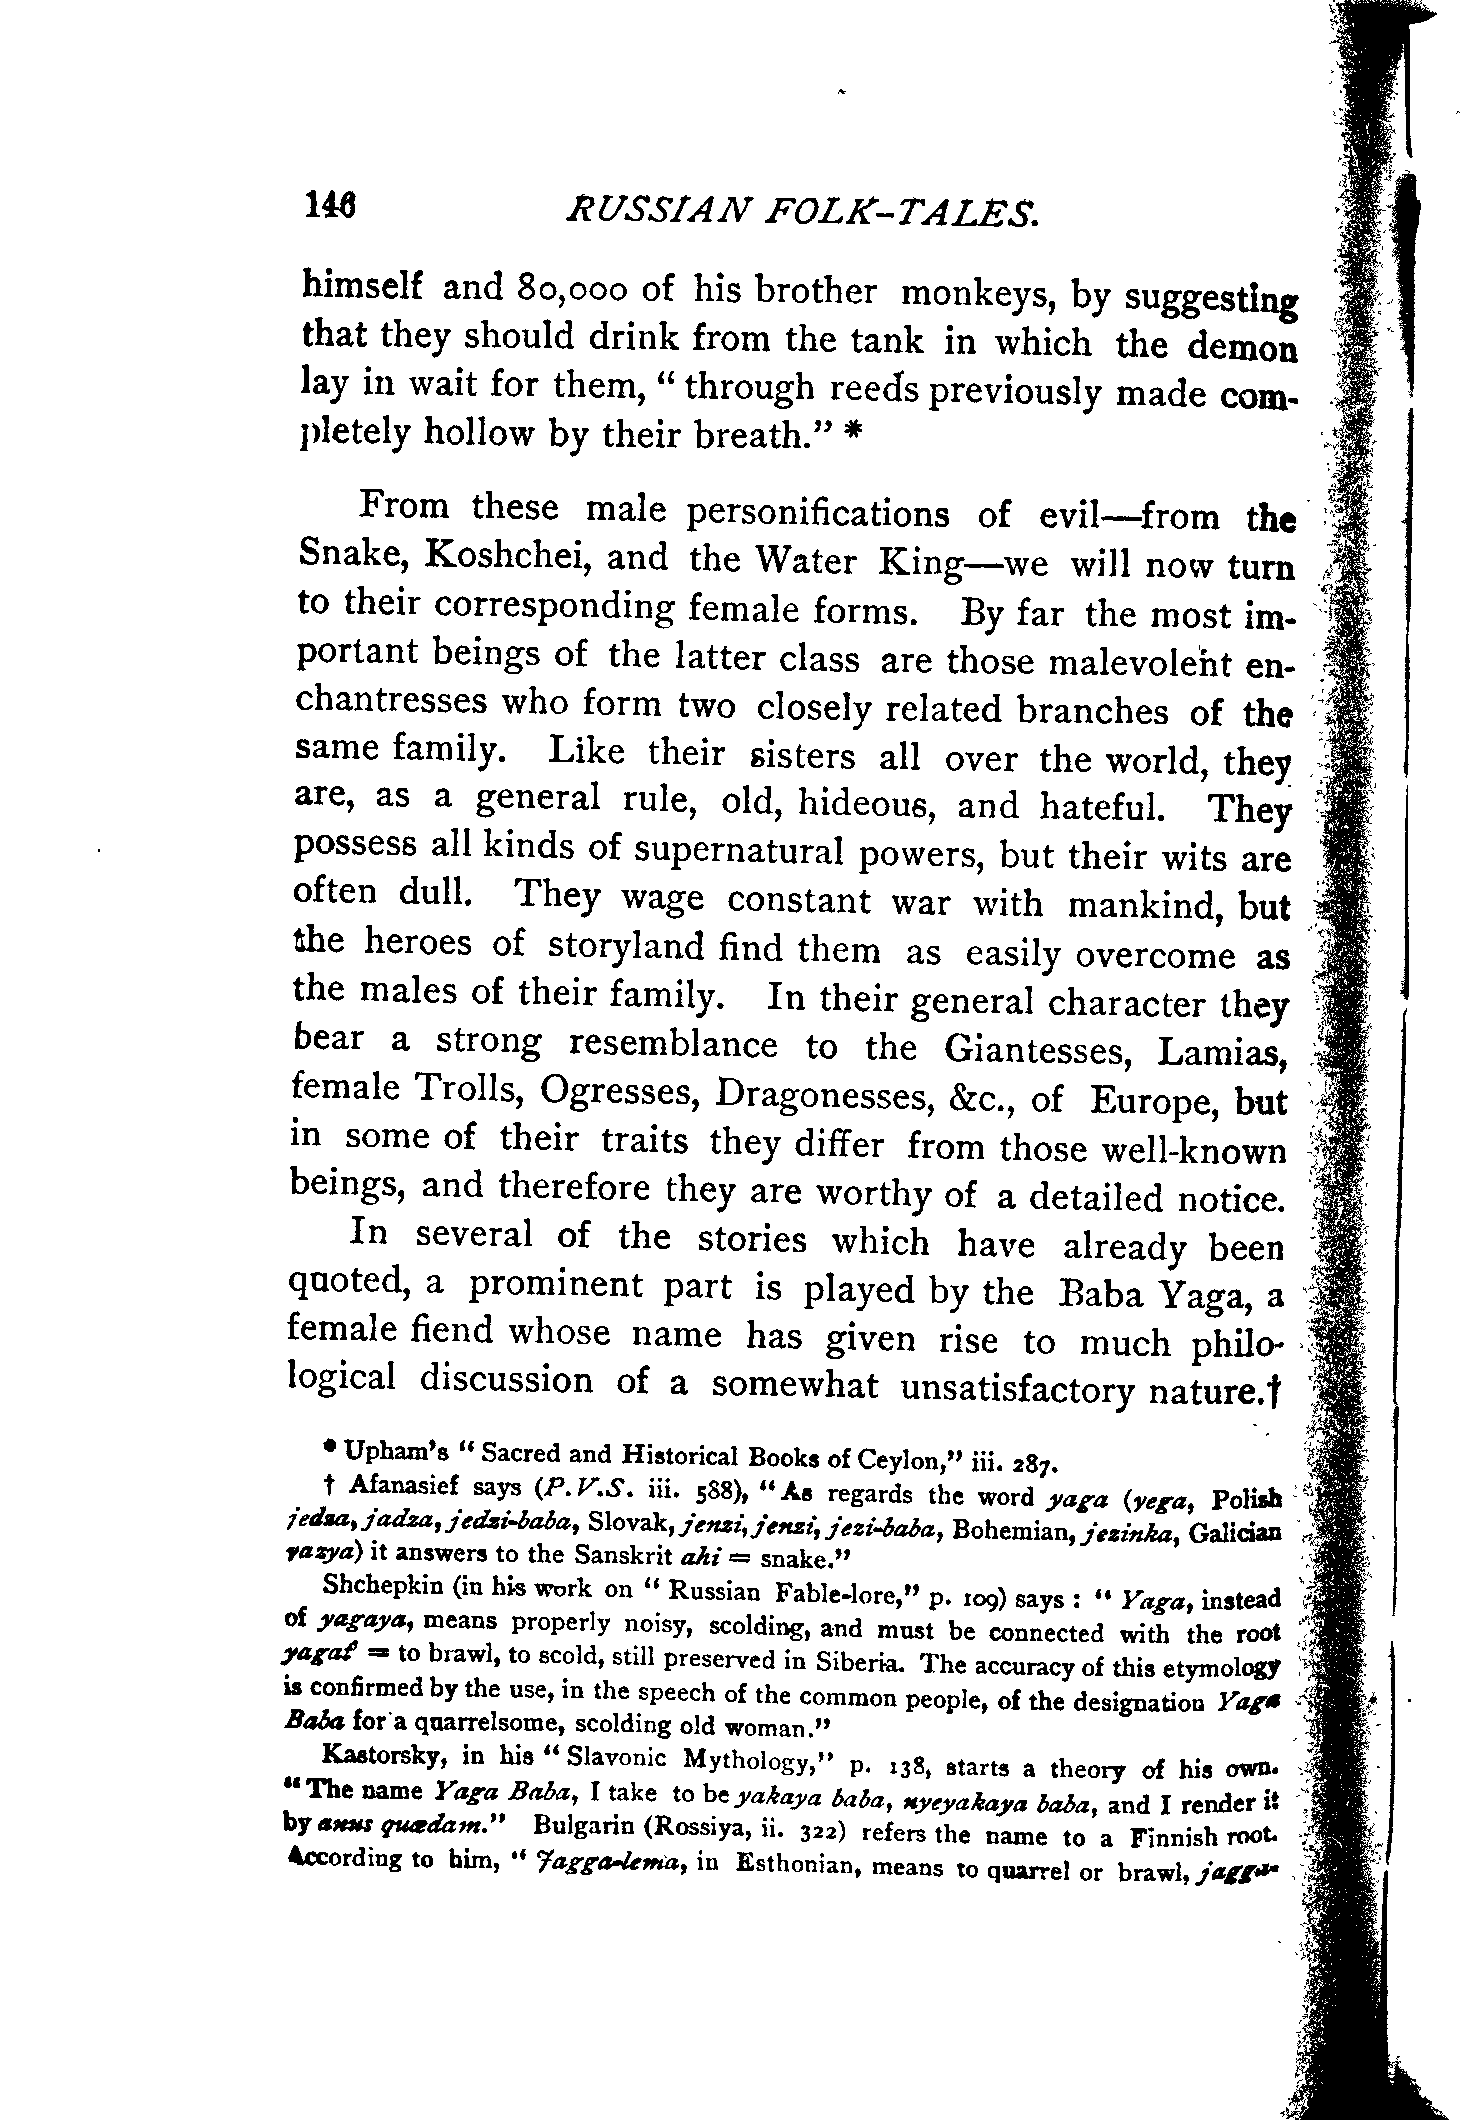 146 RUSSIAN FOLK-TALES.
himself and 80,000 of his brother monkeys, by suggesting
that they should drink from the tank in which the demon
lay in wait for them, “ through reeds previously made com-
pletely hollow by their breath.” *
From these male personifications of evil—from the
Snake, Koshchei, and the Water King—we will now turn
to their corresponding female forms. By far the most im-
portant beings of the latter class are those malevolent en-
chantresses who form two closely related branches of the
same family. Like their sisters all over the world, they
are, as a general rule, old, hideous, and hateful. They
possess all kinds of supernatural powers, but their wits are
often dull. They wage constant war with mankind, but
the heroes of storyland find them as easily overcome as
the males of their family. In their general character they
bear a strong resemblance to the Giantesses, Lamias,
female Trolls, Ogresses, Dragonesses, &c., of Europe, but
in some of their traits they differ from those well-known
beings, and therefore they are worthy of a detailed notice.
In several of the stories which have already been
quoted, a prominent part is played by the Baba Yaga, a
female fiend whose name has given rise to much philo-
logical discussion of a somewhat unsatisfactory nature.†
* Upham’s “ Sacred and Historical Books of Ceylon,” iii. 287.
† Afanasief says (P.V.S. iii. 588), “ As regards the word yaga (yega, Polish
jedza, jadza, jedzi-baba, Slovak, jenzi, jenzi, jezi-baba, Bohemian, jezinka, Galician
yazya) it answers to the Sanskrit ahi = snake.”
Shchepkin (in his work on “ Russian Fable-lore,” p. 109) says : “ Yaga, instead
of yagaya, means properly noisy, scolding, and must be connected with the root
yagat’ = to brawl, to scold, still preserved in Siberia. The accuracy of this etymology
is confirmed by the use, in the speech of the common people, of the designation Yaga
Baba for a quarrelsome, scolding old woman.”
Kastorsky, in his “ Slavonic Mythology,” p. 138, starts a theory of his own.
“ The name Yaga Baba, I take to be yakaya baba, nyeyakaya baba, and I render it
by anus quædam.” Bulgarin (Rossiya, ii. 322) refers the name to a Finnish root.
According to him, “ Jagga-lema, in Esthonian, means to quarrel or brawl, jagga-